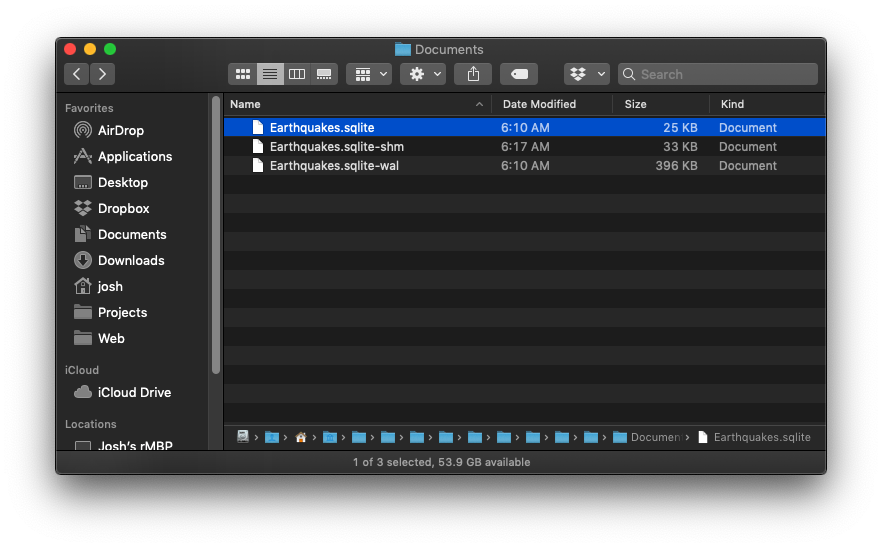 Documents
Search
Favorites
AirDrop
Applications
Desktop
Dropbox
Documents
Downloads
josh
Projects
Web
iCloud
iCloud Drive
Locations
Josh's rMBP
Name Date Modified Size Kind
Earthquakes.sqlite 6:10 AM 25 KB Document
Earthquakes.sqlite-shm 6:17 AM 33 KB Document
Earthquakes.sqlite-wal 6:10 AM 396 KB Document
Documen Earthquakes.sqlite
1 of 3 selected, 53.9 GB available